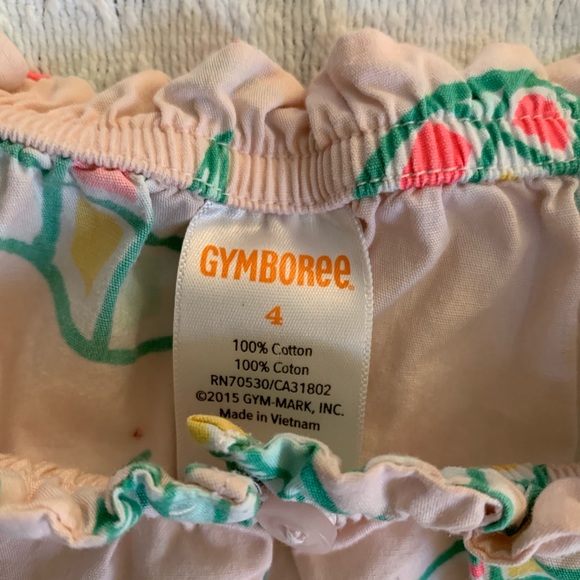 GYMBOREE
4
100% Cotton
100% Coton
RN70530/CA31802
©2015 GYM-MARK, INC.
Made in Vietnam